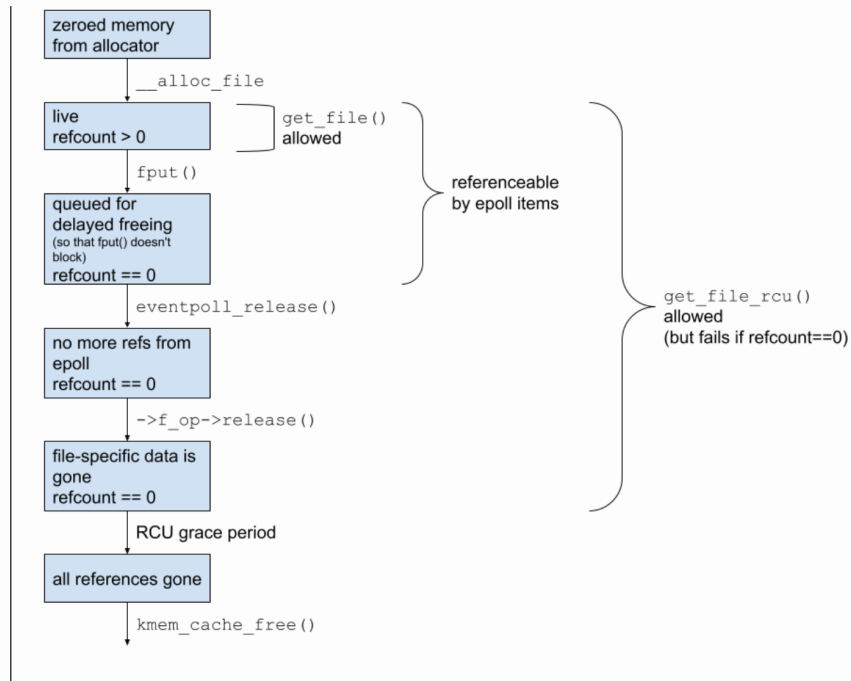 zeroed memory
from allocator
__alloc_file
live
refcount > 0
get_file()
allowed
fput()
referenceable
by epoll items
queued for
delayed freeing
(so that fput() doesn't
block)
refcount == 0
eventpoll_release()
get_file_rcu()
allowed
(but fails if refcount==0)
no more refs from
epoll
refcount == 0
->f_op->release()
file-specific data is
gone
refcount == 0
RCU grace period
all references gone
kmem_cache_free()